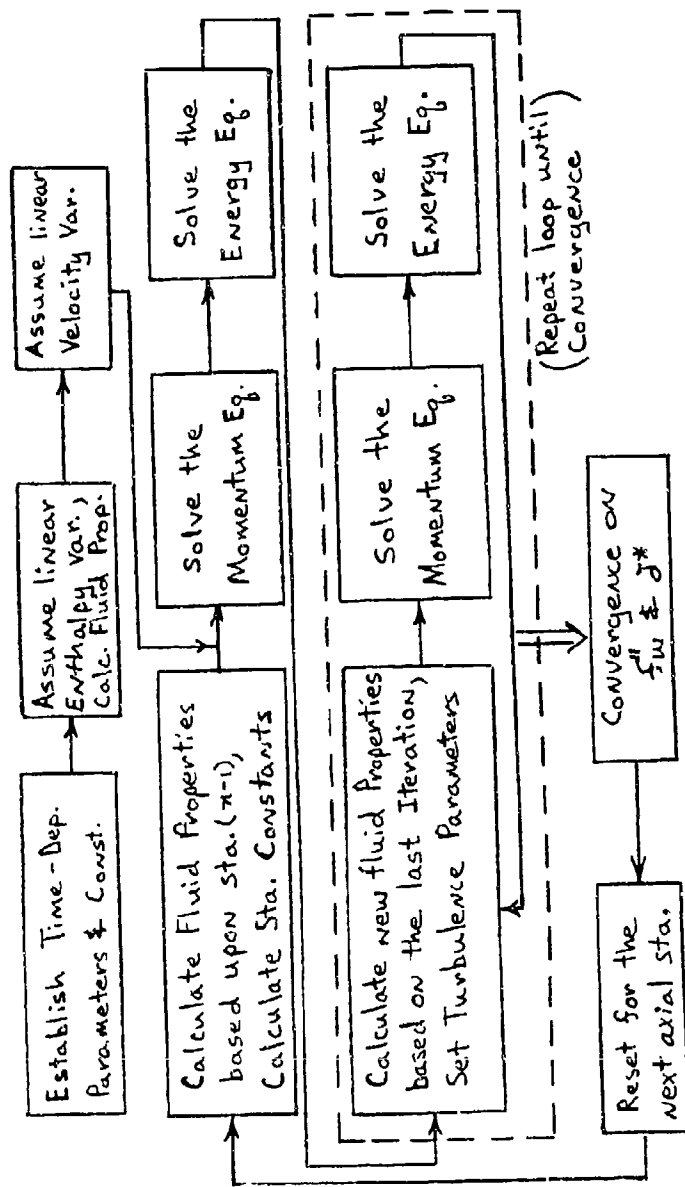 Establish Time-Dep.
Parameters & Const.
Assume linear
Enthalpy Var.,
Calc. Fluid Prop.
Assume linear
Velocity Var.
Calculate Fluid Properties
based upon sta.(n-1),
Calculate Sta. Constants
Solve the
Momentum Eq.
Solve the
Energy Eq.
Calculate new fluid Properties
based on the last Iteration,
Set Turbulence Parameters
Solve the
Momentum Eq.
Solve the
Energy Eq.
(Repeat loop until)
(Convergence
Convergence on
f"w &
Reset for the
next axial sta.